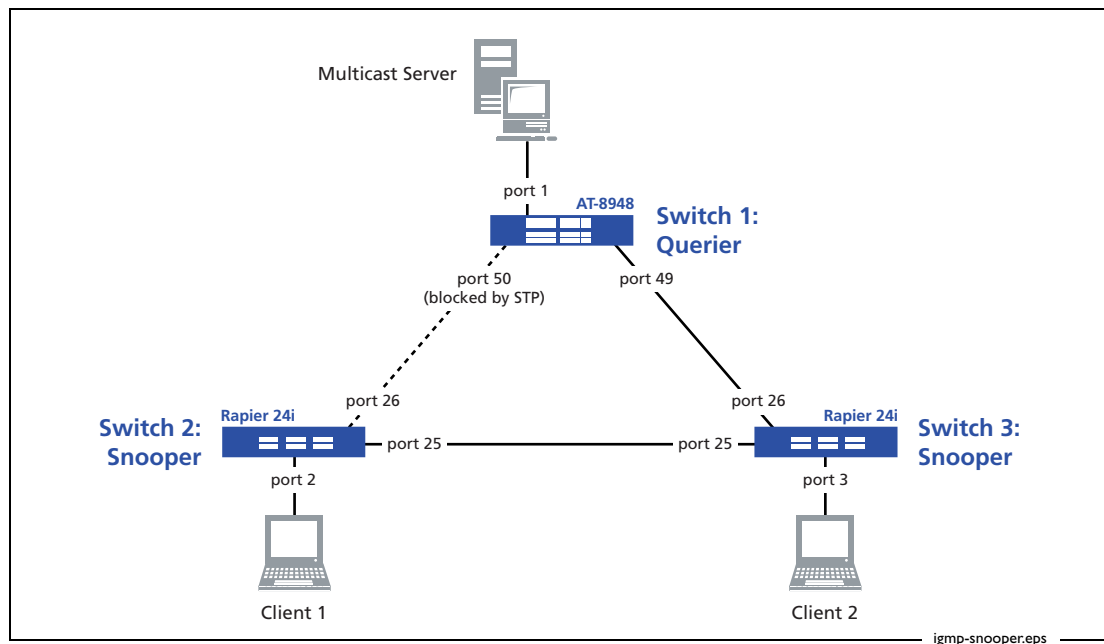 Multicast Server
port 1
AT-8948
Switch 1:
Querier
port 50
(blocked by STP)
port 49
port 26
port 26
Rapier 24i
Rapier 24i
Switch 2:
Snooper
port 25
port 25
Switch 3:
Snooper
port 2
port 3
Client 1
Client 2
igmp-snooper.eps